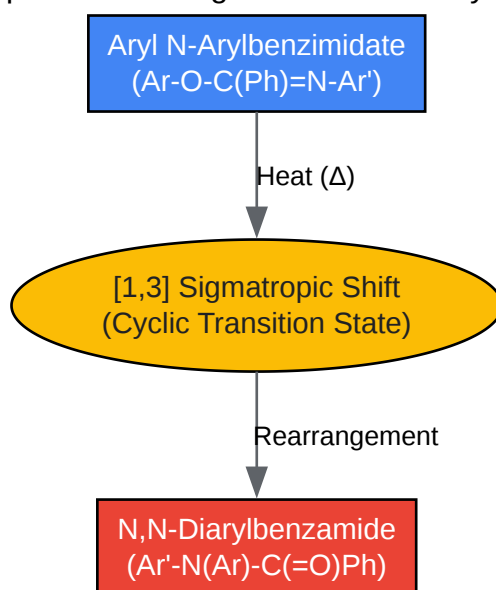 Aryl N-Arylbenzimidate
(Ar-O-C(Ph)=N-Ar')
Heat (Δ)
[1,3] Sigmatropic Shift
(Cyclic Transition State)
Rearrangement
N,N-Diarylbenzamide
(Ar'-N(Ar)-C(=O)Ph)